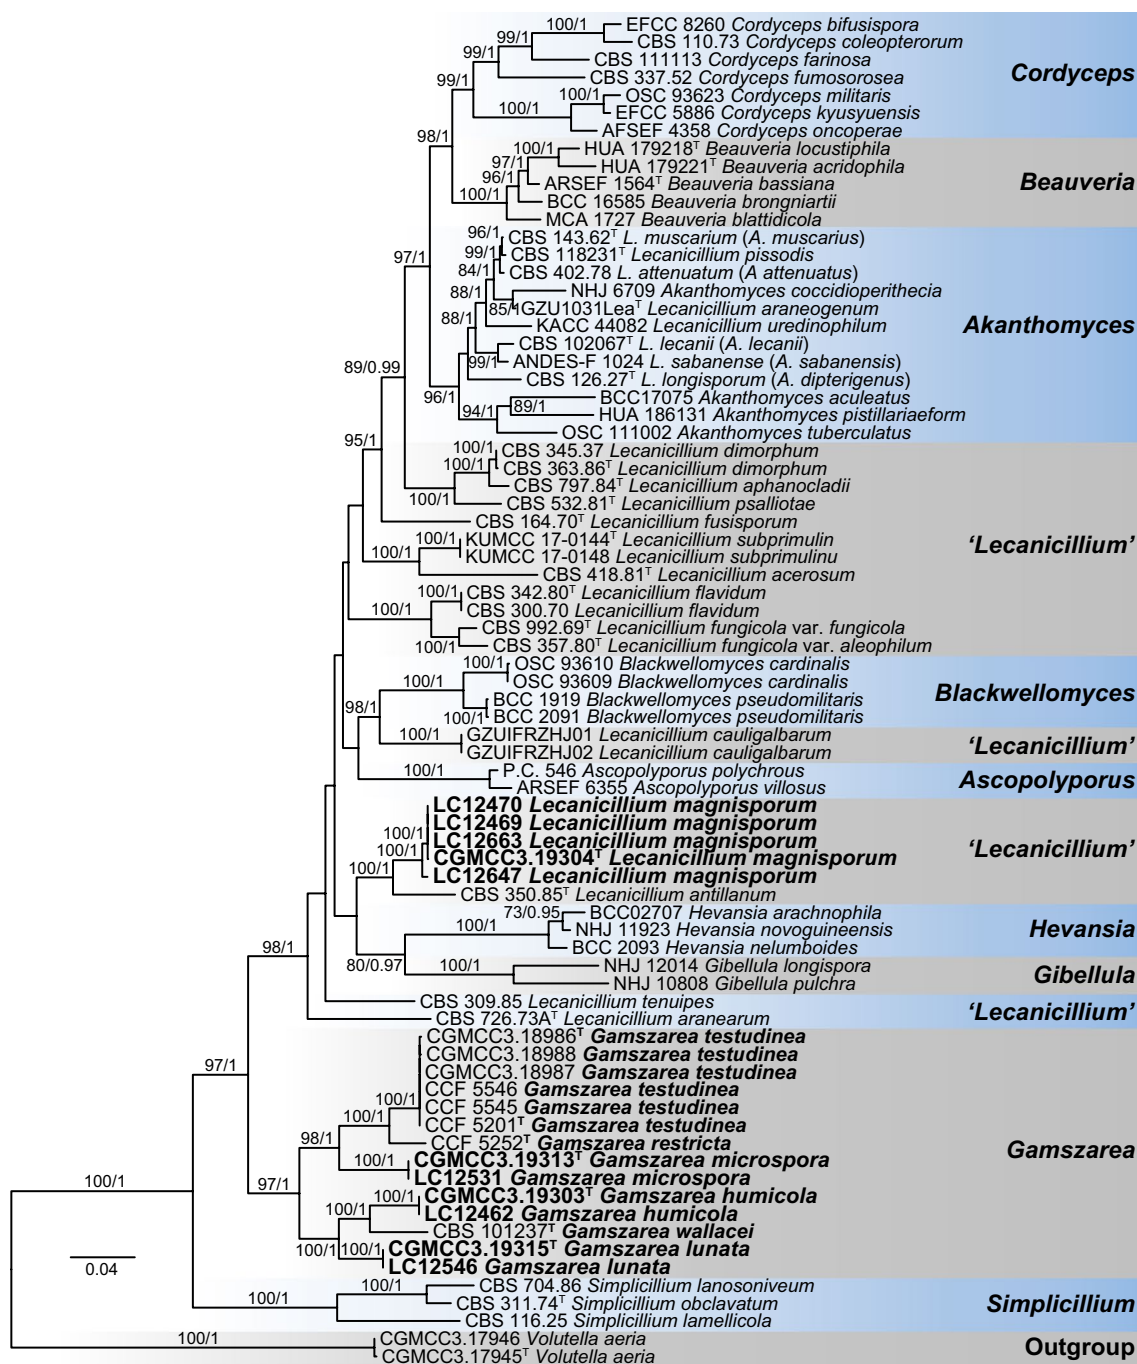 100/1 EFCC 8260 Cordyceps bifusispora
99/1 CBS 110.73 Cordyceps coleopterorum
99/1 CBS 111113 Cordyceps farinosa
Cordyceps
99/1 CBS 337.52 Cordyceps fumosorosea
100/1 OSC 93623 Cordyceps militaris
100/1 EFCC 5886 Cordyceps kyusyuensis
AFSEF 4358 Cordyceps oncoperae
98/1
100/1 HUA 179218ᵀ Beauveria locustiphila
97/1 HUA 179221ᵀ Beauveria acridophila
96/1 ARSEF 1564ᵀ Beauveria bassiana
Beauveria
100/1 BCC 16585 Beauveria brongniartii
MCA 1727 Beauveria blattidicola
96/1 CBS 143.62ᵀ L. muscarium (A. muscarius)
97/1 99/1 CBS 118231ᵀ Lecanicillium pissodis
84/1 CBS 402.78 L. attenuatum (A attenuatus)
88/1 NHJ 6709 Akanthomyces coccidioperithecia
85/1 GZU1031Leaᵀ Lecanicillium araneogenum
88/1 KACC 44082 Lecanicillium uredinophilum
Akanthomyces
CBS 102067ᵀ L. lecanii (A. lecanii)
99/1 ANDES-F 1024 L. sabanense (A. sabanensis)
89/0.99 CBS 126.27ᵀ L. longisporum (A. dipterigenus)
96/1 BCC17075 Akanthomyces aculeatus
94/1 89/1 HUA 186131 Akanthomyces pistillariaeform
OSC 111002 Akanthomyces tuberculatus
95/1 100/1 CBS 345.37 Lecanicillium dimorphum
100/1 CBS 363.86ᵀ Lecanicillium dimorphum
CBS 797.84ᵀ Lecanicillium aphanocladii
100/1 CBS 532.81ᵀ Lecanicillium psalliotae
CBS 164.70ᵀ Lecanicillium fusisporum
100/1 KUMCC 17-0144ᵀ Lecanicillium subprimulin
‘Lecanicillium’
100/1 KUMCC 17-0148 Lecanicillium subprimulinu
CBS 418.81ᵀ Lecanicillium acerosum
100/1 CBS 342.80ᵀ Lecanicillium flavidum
100/1 CBS 300.70 Lecanicillium flavidum
CBS 992.69ᵀ Lecanicillium fungicola var. fungicola
100/1 CBS 357.80ᵀ Lecanicillium fungicola var. aleophilum
100/1 OSC 93610 Blackwellomyces cardinalis
100/1 OSC 93609 Blackwellomyces cardinalis
Blackwellomyces
BCC 1919 Blackwellomyces pseudomilitaris
98/1 100/1 BCC 2091 Blackwellomyces pseudomilitaris
100/1 GZUIFRZHJ01 Lecanicillium cauligalbarum
‘Lecanicillium’
GZUIFRZHJ02 Lecanicillium cauligalbarum
100/1 P.C. 546 Ascopolyporus polychrous
Ascopolyporus
ARSEF 6355 Ascopolyporus villosus
LC12470 Lecanicillium magnisporum
LC12469 Lecanicillium magnisporum
100/1 LC12663 Lecanicillium magnisporum
‘Lecanicillium’
100/1 CGMCC3.19304ᵀ Lecanicillium magnisporum
100/1 LC12647 Lecanicillium magnisporum
CBS 350.85ᵀ Lecanicillium antillanum
73/0.95 BCC02707 Hevansia arachnophila
100/1 NHJ 11923 Hevansia novoguineensis
Hevansia
98/1 BCC 2093 Hevansia nelumboides
80/0.97 100/1 NHJ 12014 Gibellula longispora
Gibellula
NHJ 10808 Gibellula pulchra
CBS 309.85 Lecanicillium tenuipes
‘Lecanicillium’
CBS 726.73Aᵀ Lecanicillium aranearum
CGMCC3.18986ᵀ Gamszarea testudinea
CGMCC3.18988 Gamszarea testudinea
97/1 CGMCC3.18987 Gamszarea testudinea
CCF 5546 Gamszarea testudinea
100/1 CCF 5545 Gamszarea testudinea
100/1 CCF 5201ᵀ Gamszarea testudinea
98/1 CCF 5252ᵀ Gamszarea restricta
Gamszarea
100/1 CGMCC3.19313ᵀ Gamszarea microspora
LC12531 Gamszarea microspora
100/1 97/1 100/1 CGMCC3.19303ᵀ Gamszarea humicola
100/1 LC12462 Gamszarea humicola
CBS 101237ᵀ Gamszarea wallacei
100/1 100/1 CGMCC3.19315ᵀ Gamszarea lunata
0.04 LC12546 Gamszarea lunata
100/1 CBS 704.86 Simplicillium lanosoniveum
100/1 CBS 311.74ᵀ Simplicillium obclavatum
Simplicillium
CBS 116.25 Simplicillium lamellicola
100/1 CGMCC3.17946 Volutella aeria
Outgroup
CGMCC3.17945ᵀ Volutella aeria